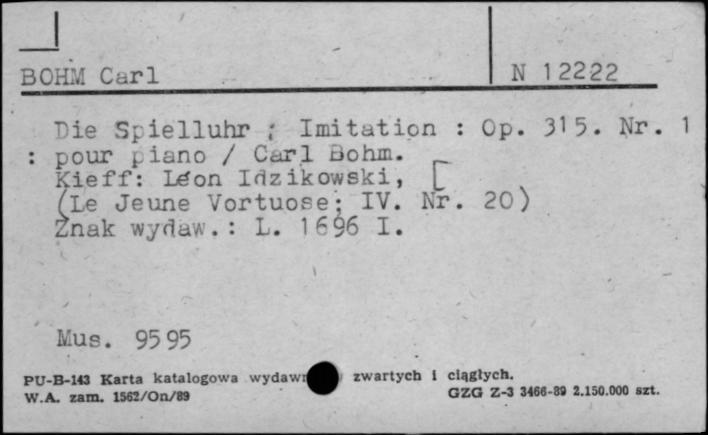 BOHM Carl
N 12222
Die Spielluhr ; Imitation : Op. 315. Nr. 1
: pour piano / Carl Bohm.
Kieff: Léon Idzikowski, [
(Le Jeune Vortuose; IV. Nr. 20)
Znak wydaw.: L. 1696 I.
Mus. 9595
PU-B-143 Karta katalogowa wydawn zwartych i ciągłych.
W.A. zam. 1562/On/89
GZG Z-3 3466-89 2.150.000 szt.